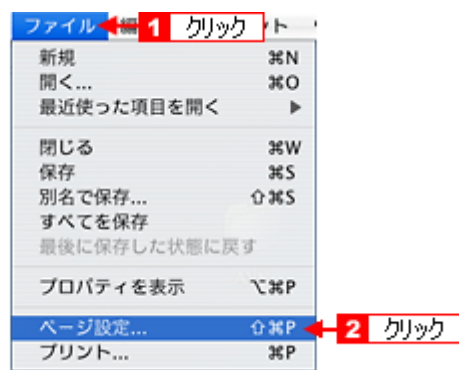 ファイル 編 1 クリック ント
新規 ⌘N
開く... ⌘O
最近使った項目を開く ▶
閉じる ⌘W
保存 ⌘S
別名で保存... ⇧⌘S
すべてを保存
最後に保存した状態に戻す
プロパティを表示 ⌥⌘P
ページ設定... ⇧⌘P 2 クリック
プリント... ⌘P